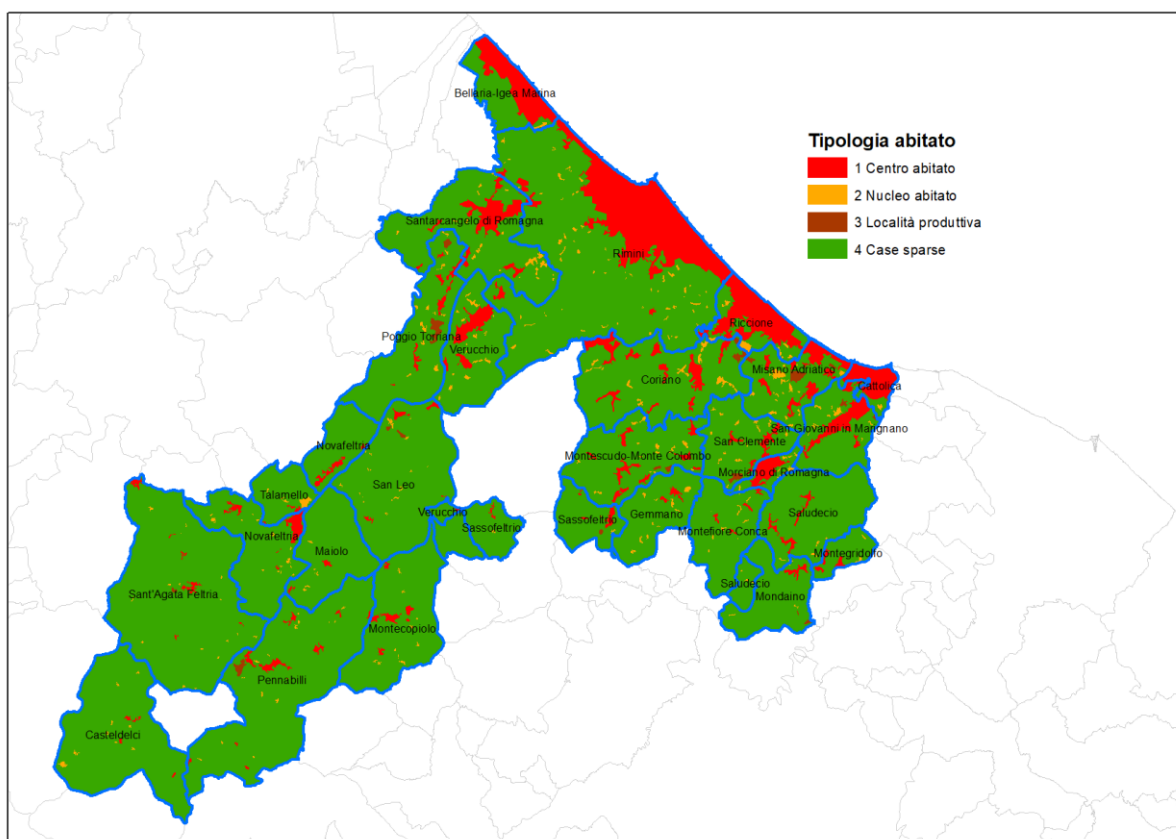 Tipologia abitato
1 Centro abitato
2 Nucleo abitato
3 Località produttiva
4 Case sparse
Bellaria-Igea Marina
Santarcangelo di Romagna
Rimini
Riccione
Poggio Torriana
Verucchio
Coriano
Misano Adriatico
Cattolica
San Giovanni in Marignano
San Clemente
Novafeltria
Montescudo-Monte Colombo
Morciano di Romagna
San Leo
Talamello
Verucchio
Sassofeltrio
Sassofeltrio
Gemmano
Saludecio
Novafeltria
Montefiore Conca
Maiolo
Montegridolfo
Saludecio
Sant'Agata Feltria
Mondaino
Montecopiolo
Pennabilli
Casteldelci